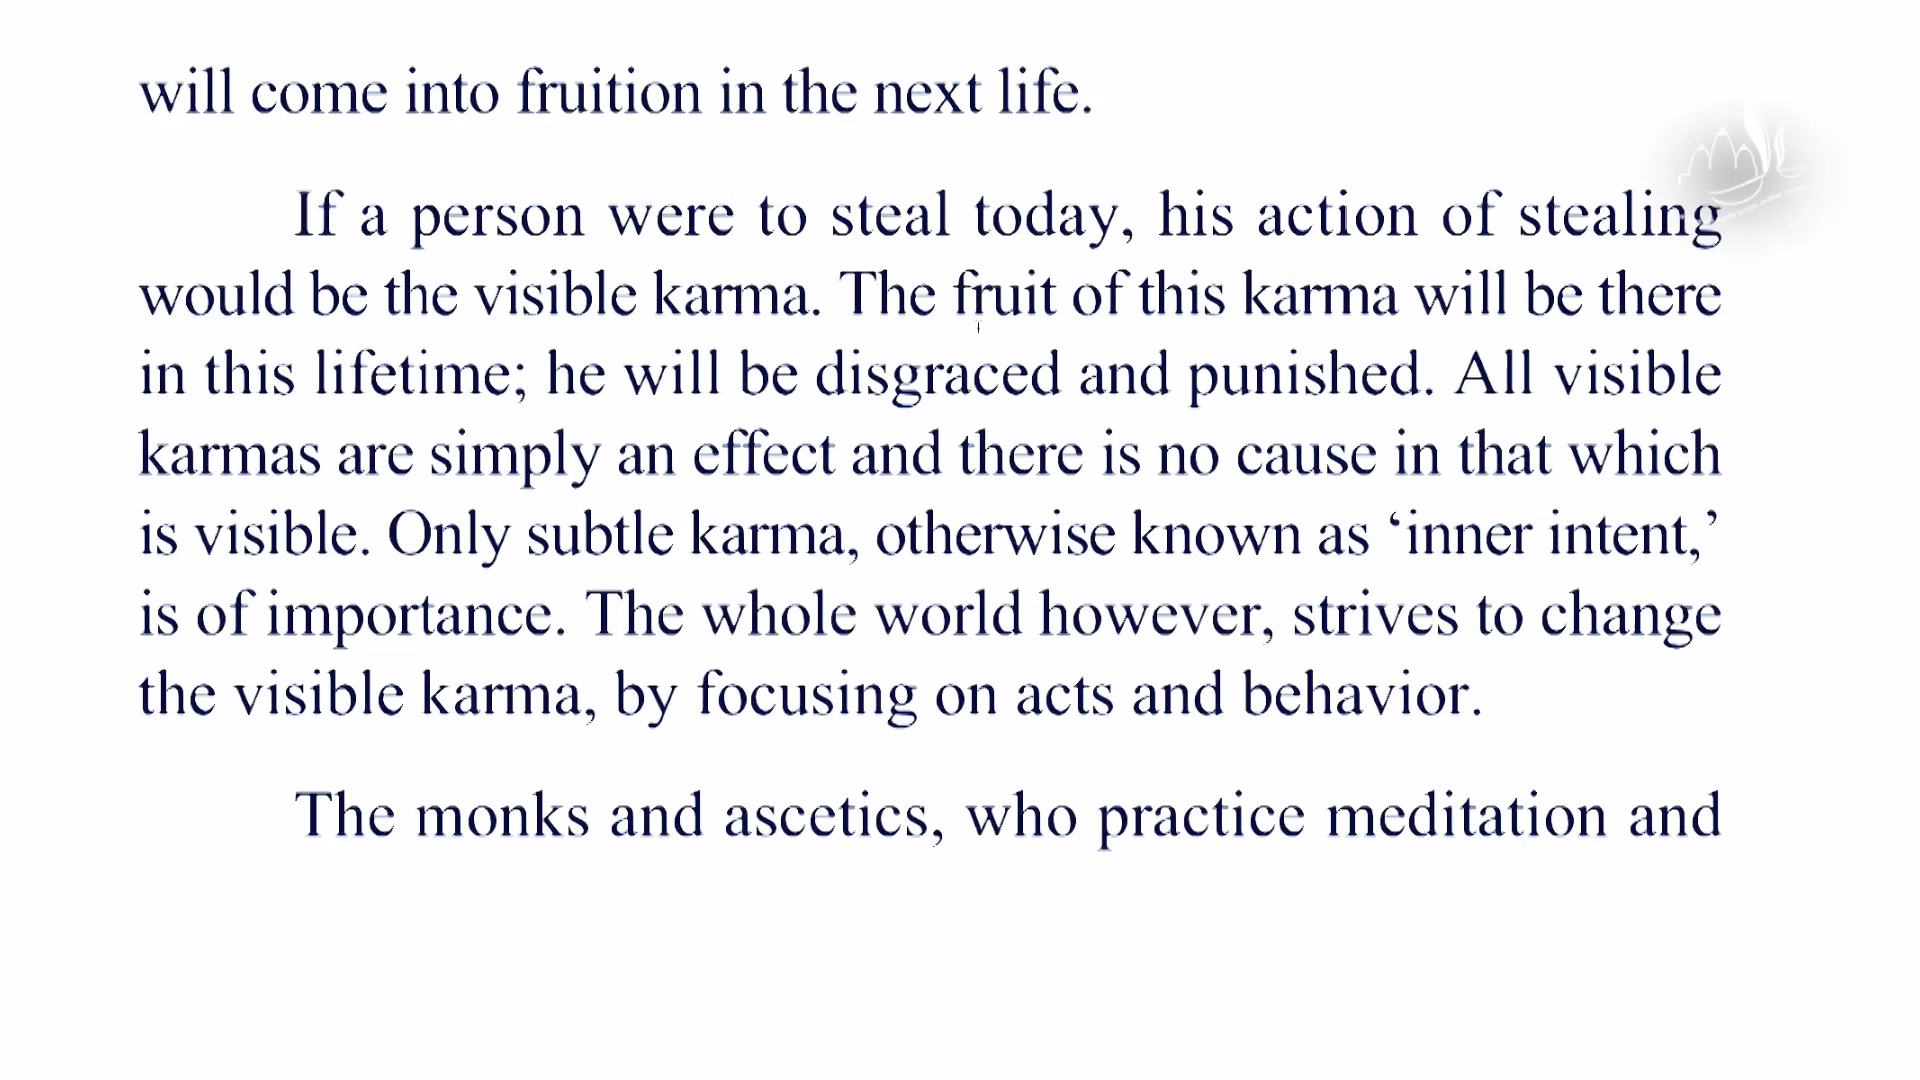 will come into fruition in the next life.
If a person were to steal today, his action of stealing
would be the visible karma. The fruit of this karma will be there
in this lifetime; he will be disgraced and punished. All visible
karmas are simply an effect and there is no cause in that which
is visible. Only subtle karma, otherwise known as ‘inner intent,’
is of importance. The whole world however, strives to change
the visible karma, by focusing on acts and behavior.
The monks and ascetics, who practice meditation and